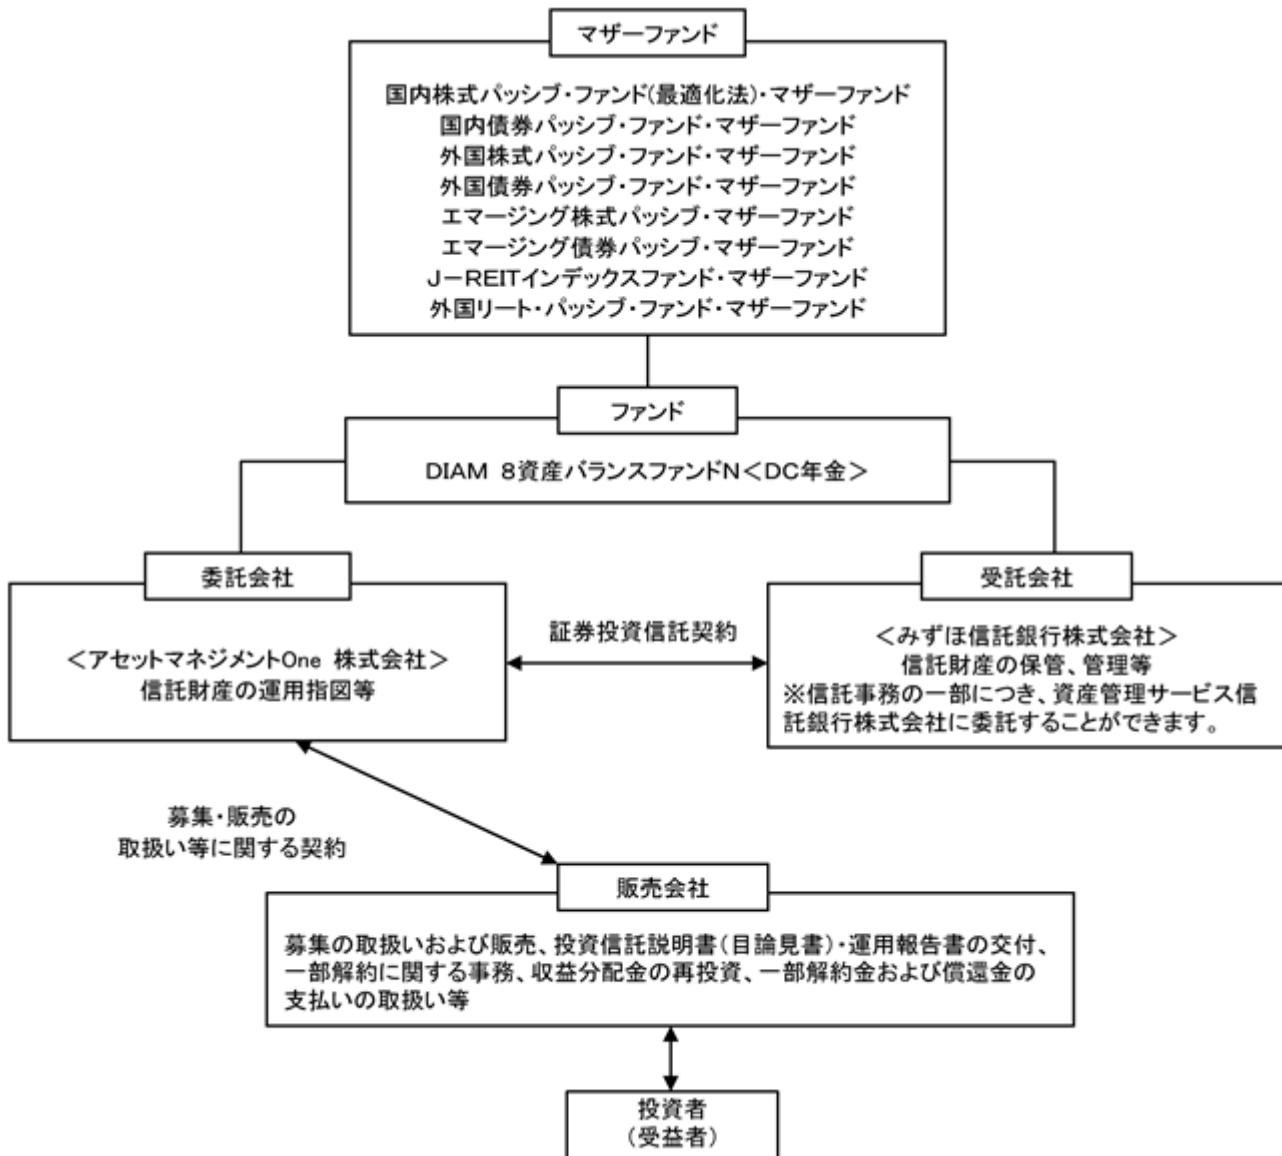 マザーファンド
国内株式パッシブ・ファンド(最適化法)・マザーファンド
国内債券パッシブ・ファンド・マザーファンド
外国株式パッシブ・ファンド・マザーファンド
外国債券パッシブ・ファンド・マザーファンド
エマージング株式パッシブ・マザーファンド
エマージング債券パッシブ・マザーファンド
J－REITインデックスファンド・マザーファンド
外国リート・パッシブ・ファンド・マザーファンド
ファンド
DIAM 8資産バランスファンドN＜DC年金＞
委託会社
＜アセットマネジメントOne 株式会社＞
信託財産の運用指図等
証券投資信託契約
受託会社
＜みずほ信託銀行株式会社＞
信託財産の保管、管理等
※信託事務の一部につき、資産管理サービス信
託銀行株式会社に委託することができます。
募集・販売の
取扱い等に関する契約
販売会社
募集の取扱いおよび販売、投資信託説明書(目論見書)・運用報告書の交付、
一部解約に関する事務、収益分配金の再投資、一部解約金および償還金の
支払いの取扱い等
投資者
(受益者)